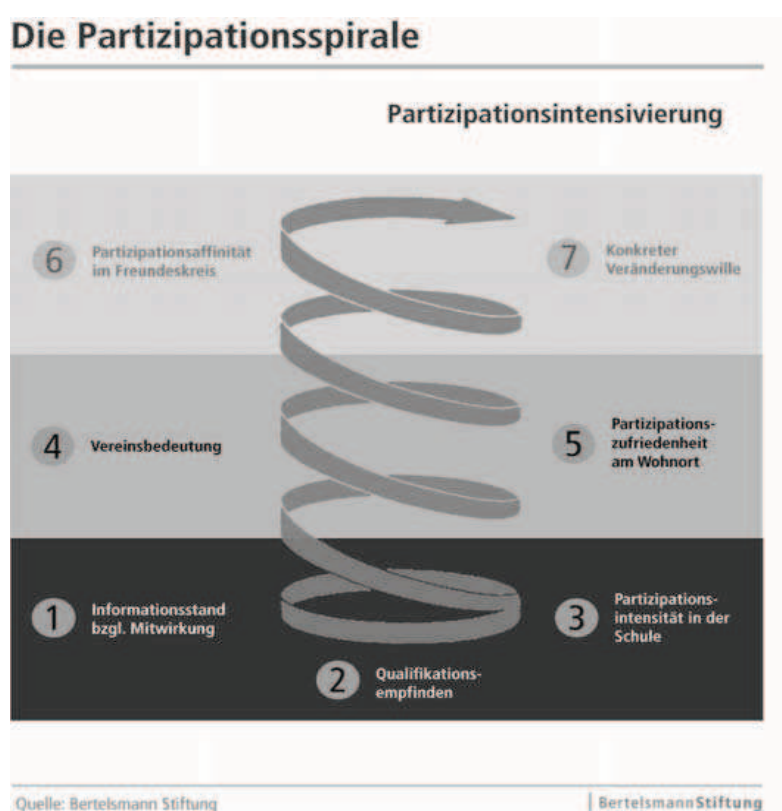 Die Partizipationsspirale
Partizipationsintensivierung
6 Partizipationsaffinität
im Freundeskreis
7 Konkreter
Veränderungswille
4 Vereinsbedeutung
5 Partizipations-
zufriedenheit
am Wohnort
1 Informationsstand
bzgl. Mitwirkung
2 Qualifikations-
empfinden
3 Partizipations-
intensität in der
Schule
Quelle: Bertelsmann Stiftung
BertelsmannStiftung